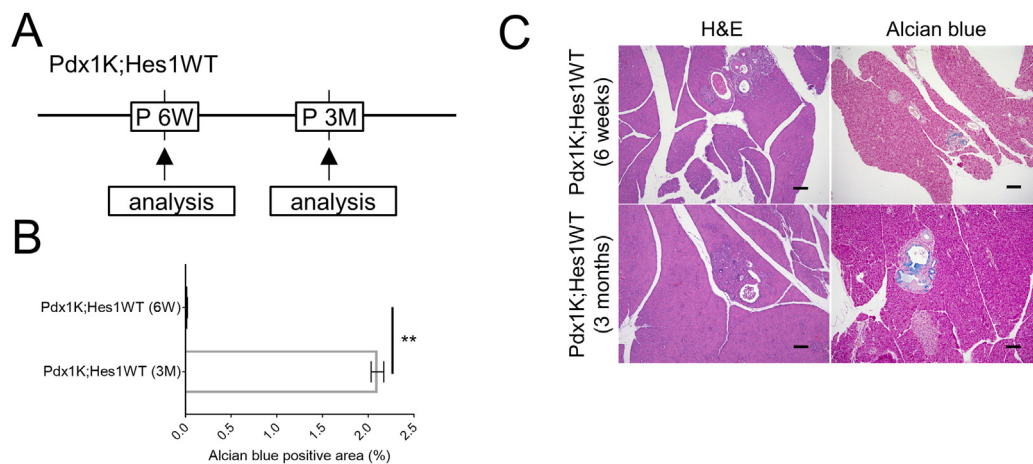 A
Pdx1K;Hes1WT
P 6W
P 3M
analysis
analysis
B
Pdx1K;Hes1WT (6W)
Pdx1K;Hes1WT (3M)
**
0.0
0.5
1.0
1.5
2.0
2.5
Alcian blue positive area (%)
C
H&E
Alcian blue
Pdx1K;Hes1WT
(6 weeks)
Pdx1K;Hes1WT
(3 months)